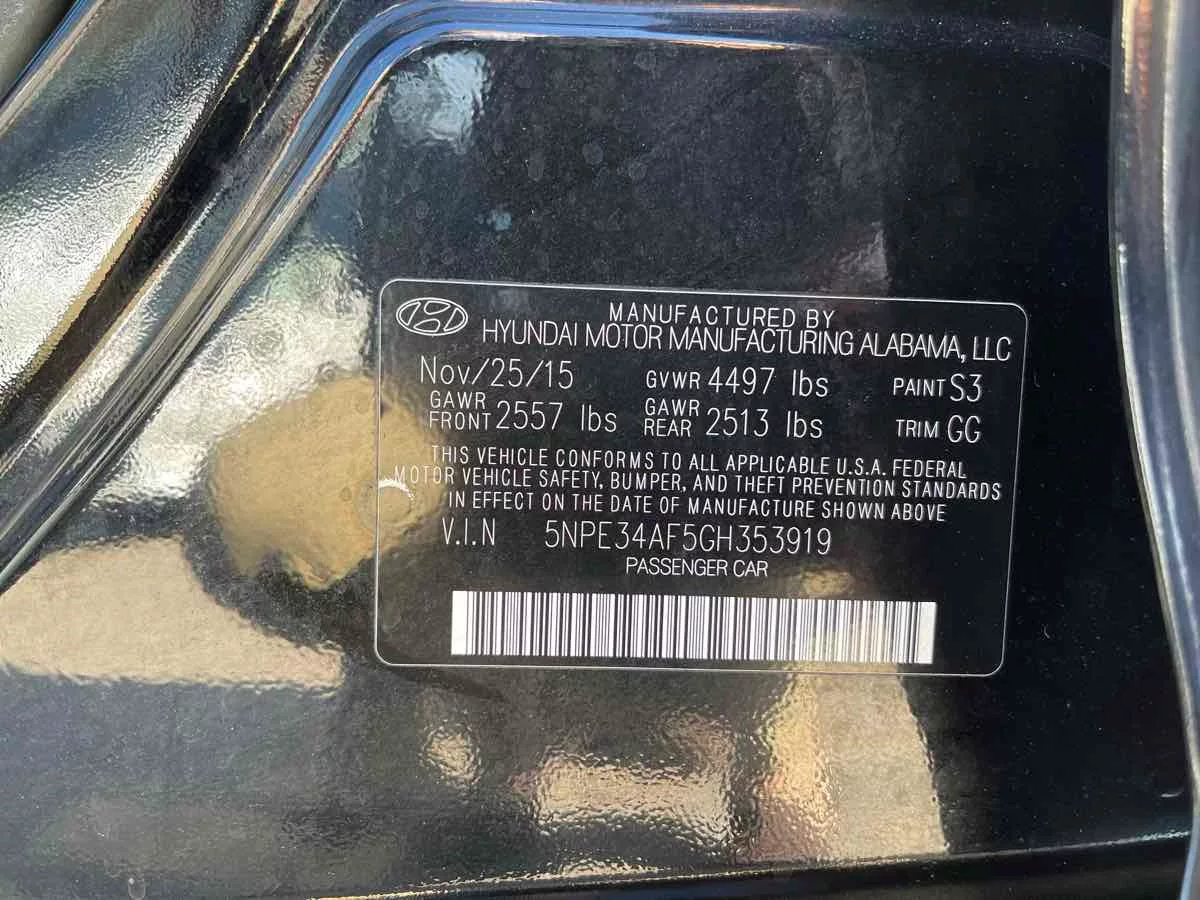 MANUFACTURED BY
HYUNDAI MOTOR MANUFACTURING ALABAMA, LLC
Nov/25/15 GVWR 4497 lbs PAINT S3
GAWR FRONT 2557 lbs GAWR REAR 2513 lbs TRIM GG
THIS VEHICLE CONFORMS TO ALL APPLICABLE U.S.A. FEDERAL
MOTOR VEHICLE SAFETY, BUMPER, AND THEFT PREVENTION STANDARDS
IN EFFECT ON THE DATE OF MANUFACTURE SHOWN ABOVE
V.I.N 5NPE34AF5GH353919
PASSENGER CAR